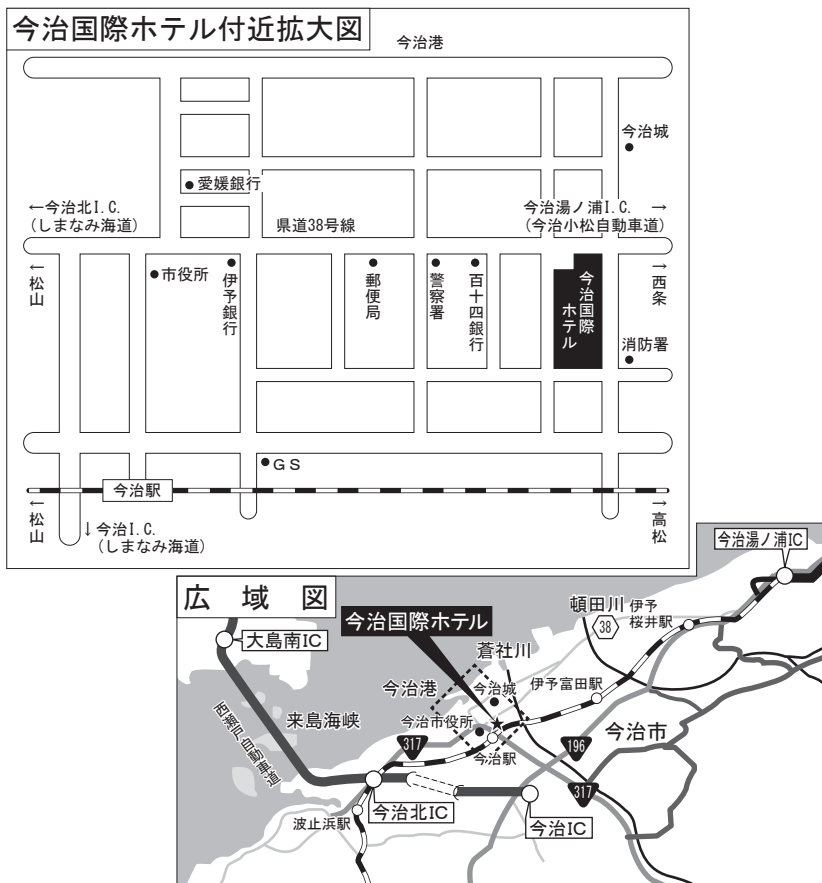 今治国際ホテル付近拡大図
今治港
今治城
愛媛銀行
←今治北I.C.
(しまなみ海道)
県道38号線
今治湯ノ浦I.C.→
(今治小松自動車道)
←松山
市役所
伊予銀行
郵便局
警察署
百十四銀行
今治国際
ホテル
→西条
消防署
GS
今治駅
←松山
↓今治I.C.
(しまなみ海道)
→高松
広域図
今治湯ノ浦IC
今治国際ホテル
頓田川
38
伊予
桜井駅
大島南IC
蒼社川
今治港
今治城
伊予富田駅
来島海峡
西瀬戸自動車道
今治市役所
317
今治駅
196
今治市
317
今治北IC
今治IC
波止浜駅